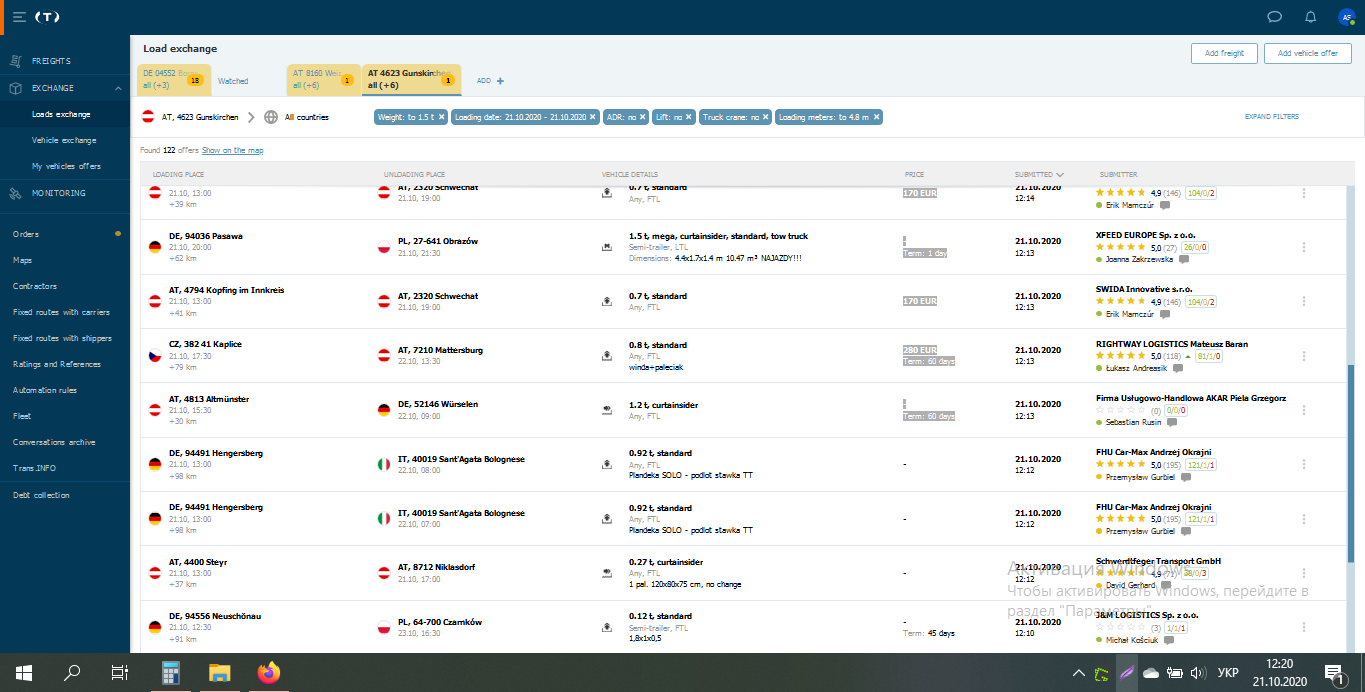 (T)
AS
FREIGHTS
EXCHANGE
Loads exchange
Vehicle exchange
My vehicles offers
MONITORING
Orders
Maps
Contractors
Fixed routes with carriers
Fixed routes with shippers
Ratings and References
Automation rules
Fleet
Conversations archive
Trans.INFO
Debt collection
Load exchange
Add freight
Add vehicle offer
DE 04552
all (+3)
18
Watched
AT 8160
all (+6)
1
AT 4623 Gunskirchen
all (+6)
1
ADD +
AT, 4623 Gunskirchen
All countries
Weight: to 1.5 t ×
Loading date: 21.10.2020 - 21.10.2020 ×
ADR: no ×
Lift: no ×
Truck crane: no ×
Loading meters: to 4.8 m ×
EXPAND FILTERS
Found 122 offers Show on the map
LOADING PLACE UNLOADING PLACE VEHICLE DETAILS PRICE SUBMITTED SUBMITTER
21.10, 13:00
+39 km
AT, 2320 Schwechat
21.10, 19:00
0.7 t, standard
Any, FTL
170 EUR
21.10.2020
12:14
4,9 (146) 104/0/2
Erik Mamczúr
DE, 94036 Pasawa
21.10, 20:00
+62 km
PL, 27-641 Obrazów
21.10, 21:30
1.5 t, mega, curtainsider, standard, tow truck
Semi-trailer, LTL
Dimensions: 4.4x1.7x1.4 m 10.47 m³ NAJAZDY!!!
-
Term: 1 day
21.10.2020
12:13
XFEED EUROPE Sp. z o.o.
5,0 (27) 26/0/0
Joanna Zakrzewska
AT, 4794 Kopfing im Innkreis
21.10, 13:00
+41 km
AT, 2320 Schwechat
21.10, 19:00
0.7 t, standard
Any, FTL
170 EUR
21.10.2020
12:13
SWIDA Innovative s.r.o.
4,9 (146) 104/0/2
Erik Mamczúr
CZ, 382 41 Kaplice
21.10, 17:30
+79 km
AT, 7210 Mattersburg
22.10, 13:30
0.8 t, standard
Any, FTL
winda+paleciak
280 EUR
Term: 60 days
21.10.2020
12:13
RIGHTWAY LOGISTICS Mateusz Baran
5,0 (118) 81/1/0
Łukasz Andreasik
AT, 4813 Altmünster
21.10, 15:30
+30 km
DE, 52146 Würselen
22.10, 09:00
1.2 t, curtainsider
Any, FTL
-
Term: 60 days
21.10.2020
12:13
Firma Usługowo-Handlowa AKAR Piela Grzegorz
(0) 0/0/0
Sebastian Rusin
DE, 94491 Hengersberg
21.10, 13:00
+98 km
IT, 40019 Sant'Agata Bolognese
22.10, 08:00
0.92 t, standard
Any, FTL
Plandeka SOLO - podlot stawka TT
-
21.10.2020
12:12
FHU Car-Max Andrzej Okrajni
5,0 (195) 121/1/1
Przemysław Gurbiel
DE, 94491 Hengersberg
21.10, 13:00
+98 km
IT, 40019 Sant'Agata Bolognese
22.10, 07:00
0.92 t, standard
Any, FTL
Plandeka SOLO - podlot stawka TT
-
21.10.2020
12:12
FHU Car-Max Andrzej Okrajni
5,0 (195) 121/1/1
Przemysław Gurbiel
AT, 4400 Steyr
21.10, 13:00
+37 km
AT, 8712 Niklasdorf
21.10, 17:00
0.27 t, curtainsider
Any, FTL
1 pal. 120x80x75 cm, no change
-
21.10.2020
12:12
Schwerdtfeger Transport GmbH
4,9 (71) /0/3
David Gerhard
DE, 94556 Neuschönau
21.10, 12:30
+91 km
PL, 64-700 Czarnków
23.10, 16:30
0.12 t, standard
Semi-trailer, FTL
1,8x1x0,5
-
Term: 45 days
21.10.2020
12:10
J&M LOGISTICS Sp. z o.o.
(3) 1/1/1
Michał Kościuk
Активация Windows
Чтобы активировать Windows, перейдите в
раздел "Параметры".
УКР
12:20
21.10.2020
1